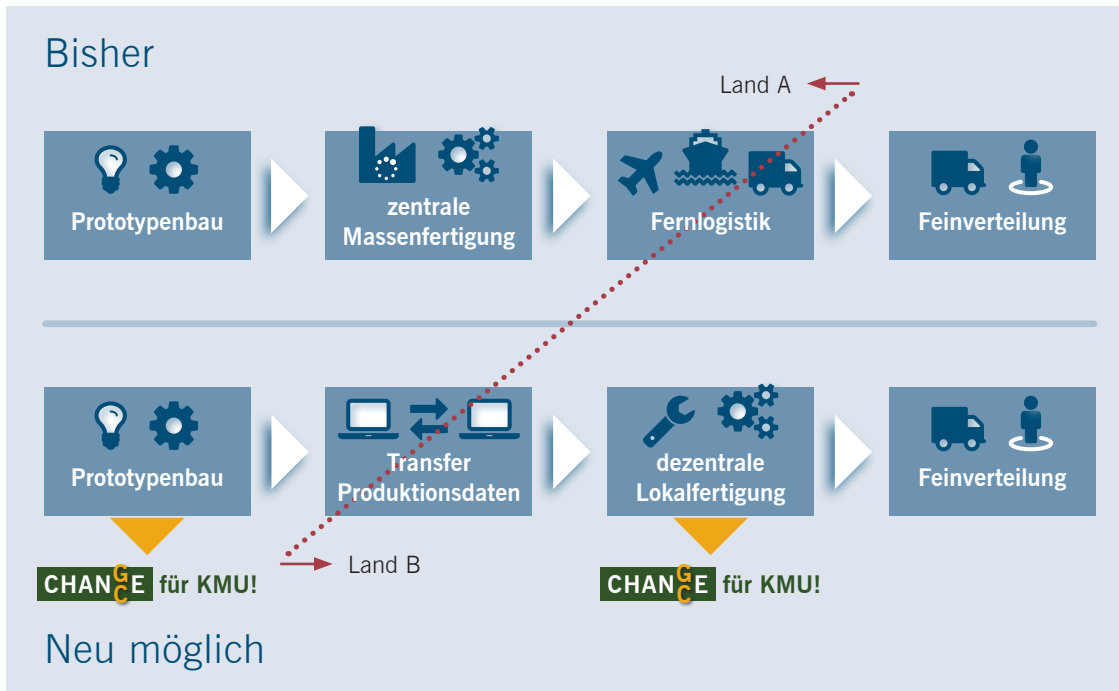 Bisher
Land A
Prototypenbau
zentrale
Massenfertigung
Fernlogistik
Feinverteilung
Prototypenbau
Transfer
Produktionsdaten
dezentrale
Lokalfertigung
Feinverteilung
Land B
CHANGCE für KMU!
CHANGCE für KMU!
Neu möglich